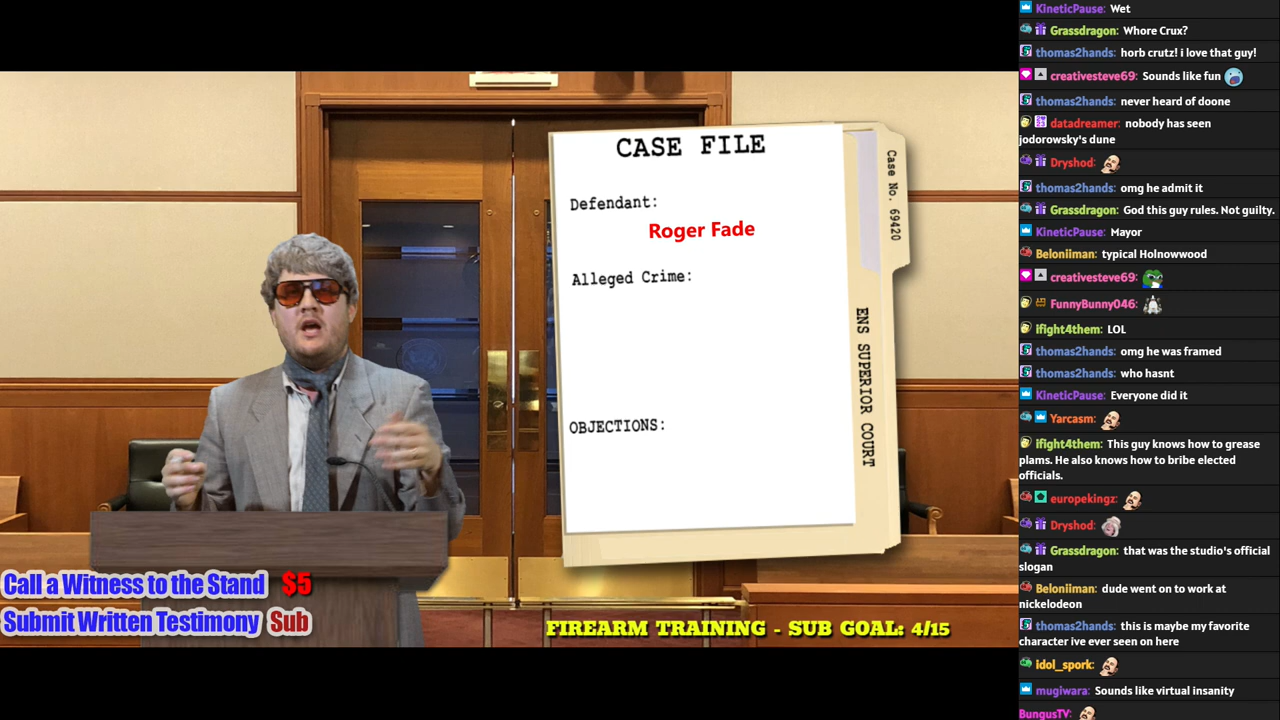 CASE FILE
Defendant:
Roger Fade
Alleged Crime:
OBJECTIONS:
Case No. 69420
ENS SUPERIOR COURT
Call a Witness to the Stand $5
Submit Written Testimony Sub
FIREARM TRAINING - SUB GOAL: 4/15
KineticPause: Wet
Grassdragon: Whore Crux?
thomas2hands: horb crutz! i love that guy!
creativesteve69: Sounds like fun
thomas2hands: never heard of doone
datadreamer: nobody has seen
jodorowsky's dune
Dryshod:
thomas2hands: omg he admit it
Grassdragon: God this guy rules. Not guilty.
KineticPause: Mayor
Beloniiman: typical Holnowwood
creativesteve69:
FunnyBunny046:
ifight4them: LOL
thomas2hands: omg he was framed
thomas2hands: who hasnt
KineticPause: Everyone did it
Yarcasm:
ifight4them: This guy knows how to grease
plams. He also knows how to bribe elected
officials.
europekingz:
Dryshod:
Grassdragon: that was the studio's official
slogan
Beloniiman: dude went on to work at
nickelodeon
thomas2hands: this is maybe my favorite
character ive ever seen on here
idol_spork:
mugiwara: Sounds like virtual insanity
BungusTV: